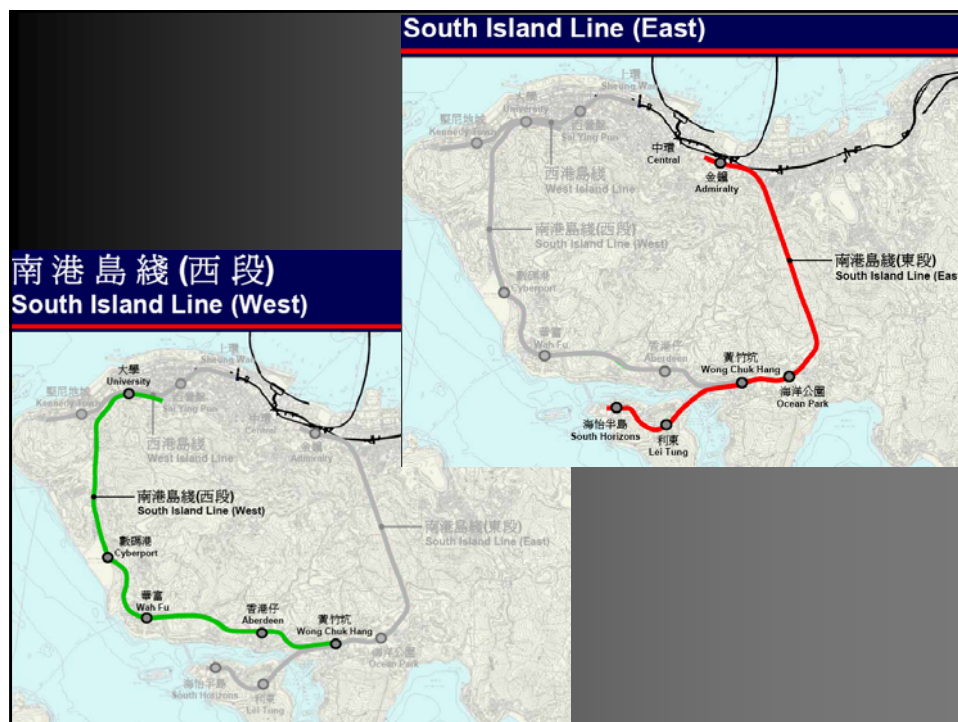 South Island Line (East)
上環
Sheung Wan
大學
University
西營盤
Sai Ying Pun
堅尼地城
Kennedy Town
中環
Central
金鐘
Admiralty
西港島綫
West Island Line
南港島綫(西段)
South Island Line (West)
南港島綫(東段)
South Island Line (East
數碼港
Cyberport
華富
Wah Fu
香港仔
Aberdeen
黃竹坑
Wong Chuk Hang
海洋公園
Ocean Park
海怡半島
South Horizons
利東
Lei Tung
南港島綫(西段)
South Island Line (West)
上環
Sheung Wan
大學
University
西營盤
Sai Ying Pun
堅尼地城
Kennedy Town
中環
Central
金鐘
Admiralty
西港島綫
West Island Line
南港島綫(西段)
South Island Line (West)
南港島綫(東段)
South Island Line (East)
數碼港
Cyberport
華富
Wah Fu
香港仔
Aberdeen
黃竹坑
Wong Chuk Hang
海洋公園
Ocean Park
海怡半島
South Horizons
利東
Lei Tung